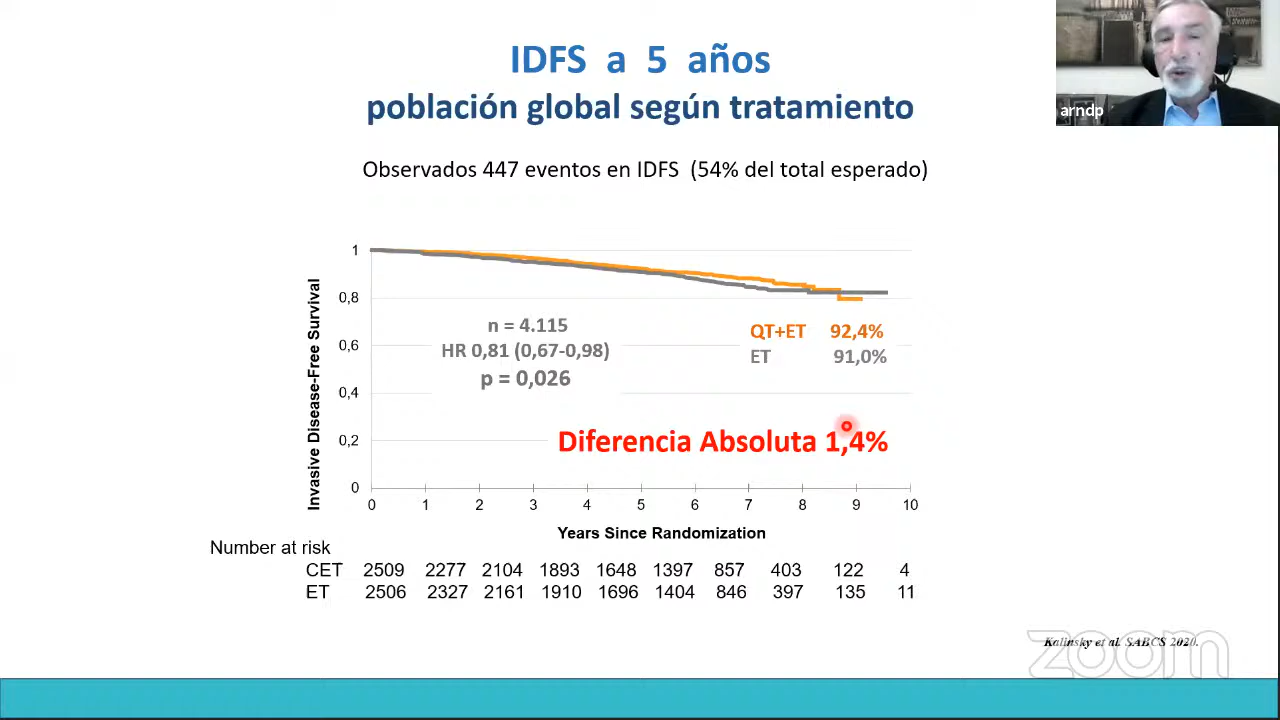 IDFS a 5 años
población global según tratamiento
arndp
Observados 447 eventos en IDFS (54% del total esperado)
Invasive Disease-Free Survival
1
0,8
0,6
0,4
0,2
0
n = 4.115
HR 0,81 (0,67-0,98)
p = 0,026
QT+ET 92,4%
ET 91,0%
Diferencia Absoluta 1,4%
0 1 2 3 4 5 6 7 8 9 10
Years Since Randomization
Number at risk
CET 2509 2277 2104 1893 1648 1397 857 403 122 4
ET 2506 2327 2161 1910 1696 1404 846 397 135 11
Kalinsky et al. SABCS 2020.
zoom